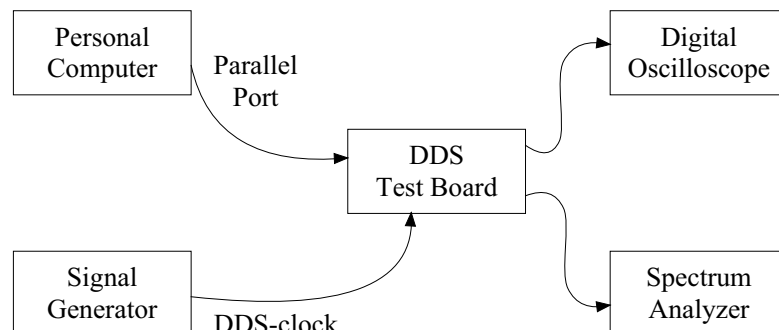 Personal
Computer
Parallel
Port
Digital
Oscilloscope
DDS
Test Board
Signal
Generator
DDS-clock
Spectrum
Analyzer